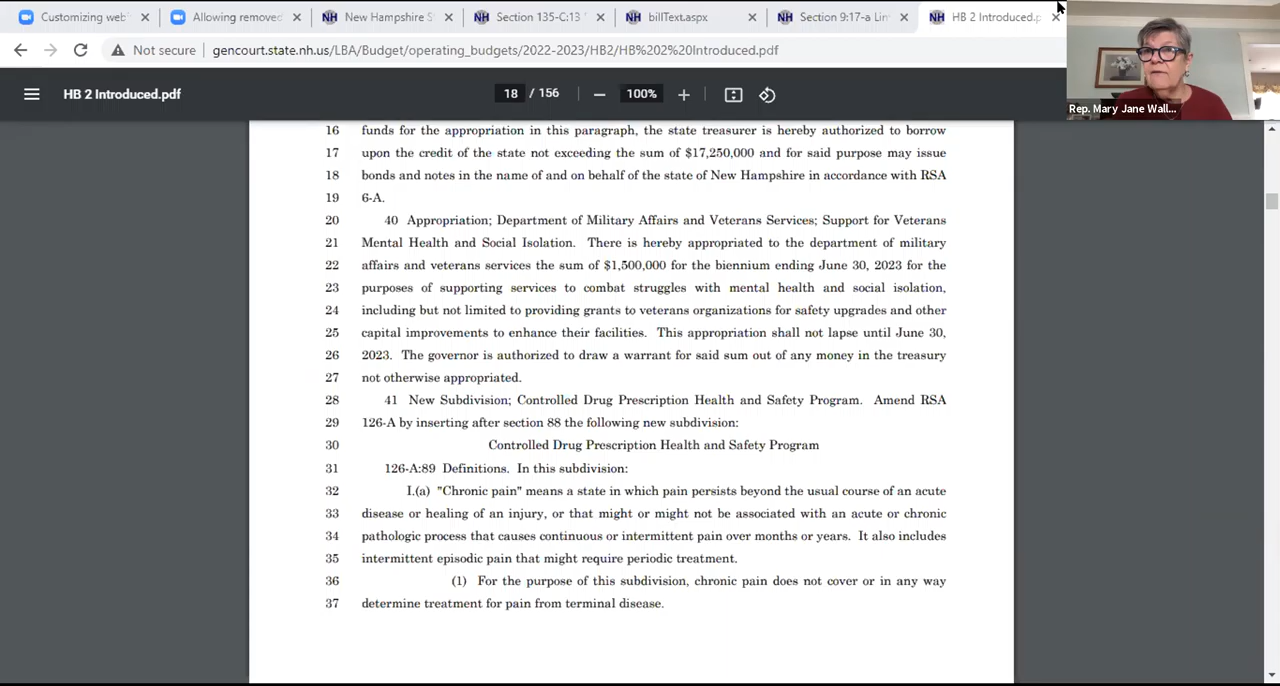 Customizing web
Allowing removed
New Hampshire S
Section 135-C:13
billText.aspx
Section 9:17-a Lin
HB 2 Introduced.p
Not secure
gencourt.state.nh.us/LBA/Budget/operating_budgets/2022-2023/HB2/HB%202%20Introduced.pdf
Rep. Mary Jane Wall...
HB 2 Introduced.pdf
18 / 156
100%
16 funds for the appropriation in this paragraph, the state treasurer is hereby authorized to borrow
17 upon the credit of the state not exceeding the sum of $17,250,000 and for said purpose may issue
18 bonds and notes in the name of and on behalf of the state of New Hampshire in accordance with RSA
19 6-A.
20 40 Appropriation; Department of Military Affairs and Veterans Services; Support for Veterans
21 Mental Health and Social Isolation. There is hereby appropriated to the department of military
22 affairs and veterans services the sum of $1,500,000 for the biennium ending June 30, 2023 for the
23 purposes of supporting services to combat struggles with mental health and social isolation,
24 including but not limited to providing grants to veterans organizations for safety upgrades and other
25 capital improvements to enhance their facilities. This appropriation shall not lapse until June 30,
26 2023. The governor is authorized to draw a warrant for said sum out of any money in the treasury
27 not otherwise appropriated.
28 41 New Subdivision; Controlled Drug Prescription Health and Safety Program. Amend RSA
29 126-A by inserting after section 88 the following new subdivision:
30 Controlled Drug Prescription Health and Safety Program
31 126-A:89 Definitions. In this subdivision:
32 I.(a) "Chronic pain" means a state in which pain persists beyond the usual course of an acute
33 disease or healing of an injury, or that might or might not be associated with an acute or chronic
34 pathologic process that causes continuous or intermittent pain over months or years. It also includes
35 intermittent episodic pain that might require periodic treatment.
36 (1) For the purpose of this subdivision, chronic pain does not cover or in any way
37 determine treatment for pain from terminal disease.